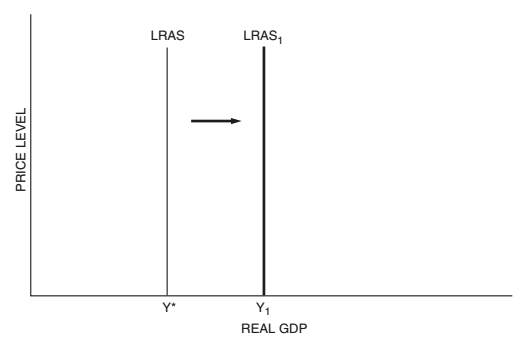 LRAS
LRAS1
PRICE LEVEL
Y*
Y1
REAL GDP